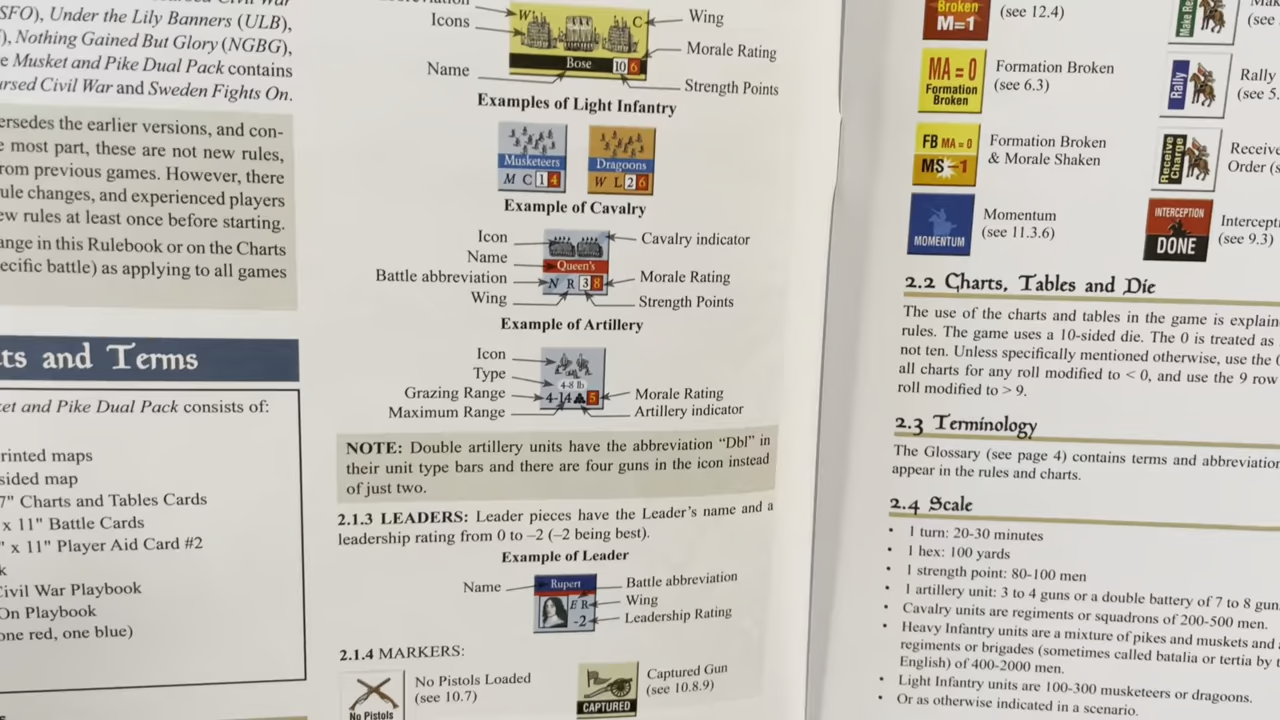 SFO), Under the Lily Banners (ULB),
), Nothing Gained But Glory (NGBG),
e Musket and Pike Dual Pack contains
ursed Civil War and Sweden Fights On.
ersedes the earlier versions, and con-
e most part, these are not new rules,
rom previous games. However, there
ule changes, and experienced players
ew rules at least once before starting.
ange in this Rulebook or on the Charts
ecific battle) as applying to all games
ts and Terms
ket and Pike Dual Pack consists of:
rinted maps
sided map
7" Charts and Tables Cards
x 11" Battle Cards
" x 11" Player Aid Card #2
k
Civil War Playbook
On Playbook
one red, one blue)
Icons
Name
W
C
Bose
10 6
Wing
Morale Rating
Strength Points
Examples of Light Infantry
Musketeers
M C 1 4
Dragoons
W L 2 6
Example of Cavalry
Icon
Name
Battle abbreviation
Wing
Queen's
N R 3 8
Cavalry indicator
Morale Rating
Strength Points
Example of Artillery
Icon
Type
Grazing Range
Maximum Range
4-8 lb
4-14 5
Morale Rating
Artillery indicator
NOTE: Double artillery units have the abbreviation “Dbl” in
their unit type bars and there are four guns in the icon instead
of just two.
2.1.3 LEADERS: Leader pieces have the Leader's name and a
leadership rating from 0 to –2 (–2 being best).
Example of Leader
Name
Rupert
E R
-2
Battle abbreviation
Wing
Leadership Rating
2.1.4 MARKERS:
No Pistols
No Pistols Loaded
(see 10.7)
CAPTURED
Captured Gun
(see 10.8.9)
Broken
M=1
(see 12.4)
MA = 0
Formation
Broken
Formation Broken
(see 6.3)
FB MA = 0
MS -1
Formation Broken
& Morale Shaken
MOMENTUM
Momentum
(see 11.3.6)
Make Re
(see
Rally
Rally
(see 5.
Receive
Charge
Receive
Order (s
INTERCEPTION
DONE
Intercept
(see 9.3)
2.2 Charts, Tables and Die
The use of the charts and tables in the game is explain
rules. The game uses a 10-sided die. The 0 is treated as
not ten. Unless specifically mentioned otherwise, use the
all charts for any roll modified to < 0, and use the 9 row
roll modified to > 9.
2.3 Terminology
The Glossary (see page 4) contains terms and abbreviation
appear in the rules and charts.
2.4 Scale
• 1 turn: 20-30 minutes
• 1 hex: 100 yards
• 1 strength point: 80-100 men
• 1 artillery unit: 3 to 4 guns or a double battery of 7 to 8 gun
• Cavalry units are regiments or squadrons of 200-500 men.
• Heavy Infantry units are a mixture of pikes and muskets and
regiments or brigades (sometimes called batalia or tertia by t
English) of 400-2000 men.
• Light Infantry units are 100-300 musketeers or dragoons.
• Or as otherwise indicated in a scenario.